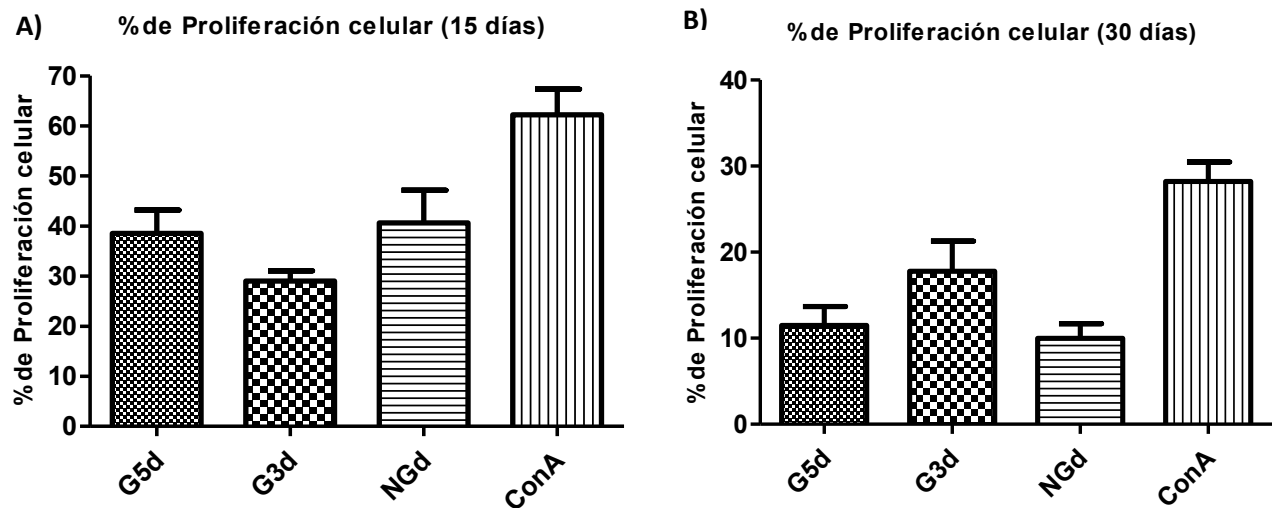 A)
% de Proliferación celular (15 días)
% de Proliferación celular
70
60
50
40
30
20
10
0
G5d
G3d
NGd
ConA
B)
% de Proliferación celular (30 días)
% de Proliferación celular
40
30
20
10
0
G5d
G3d
NGd
ConA